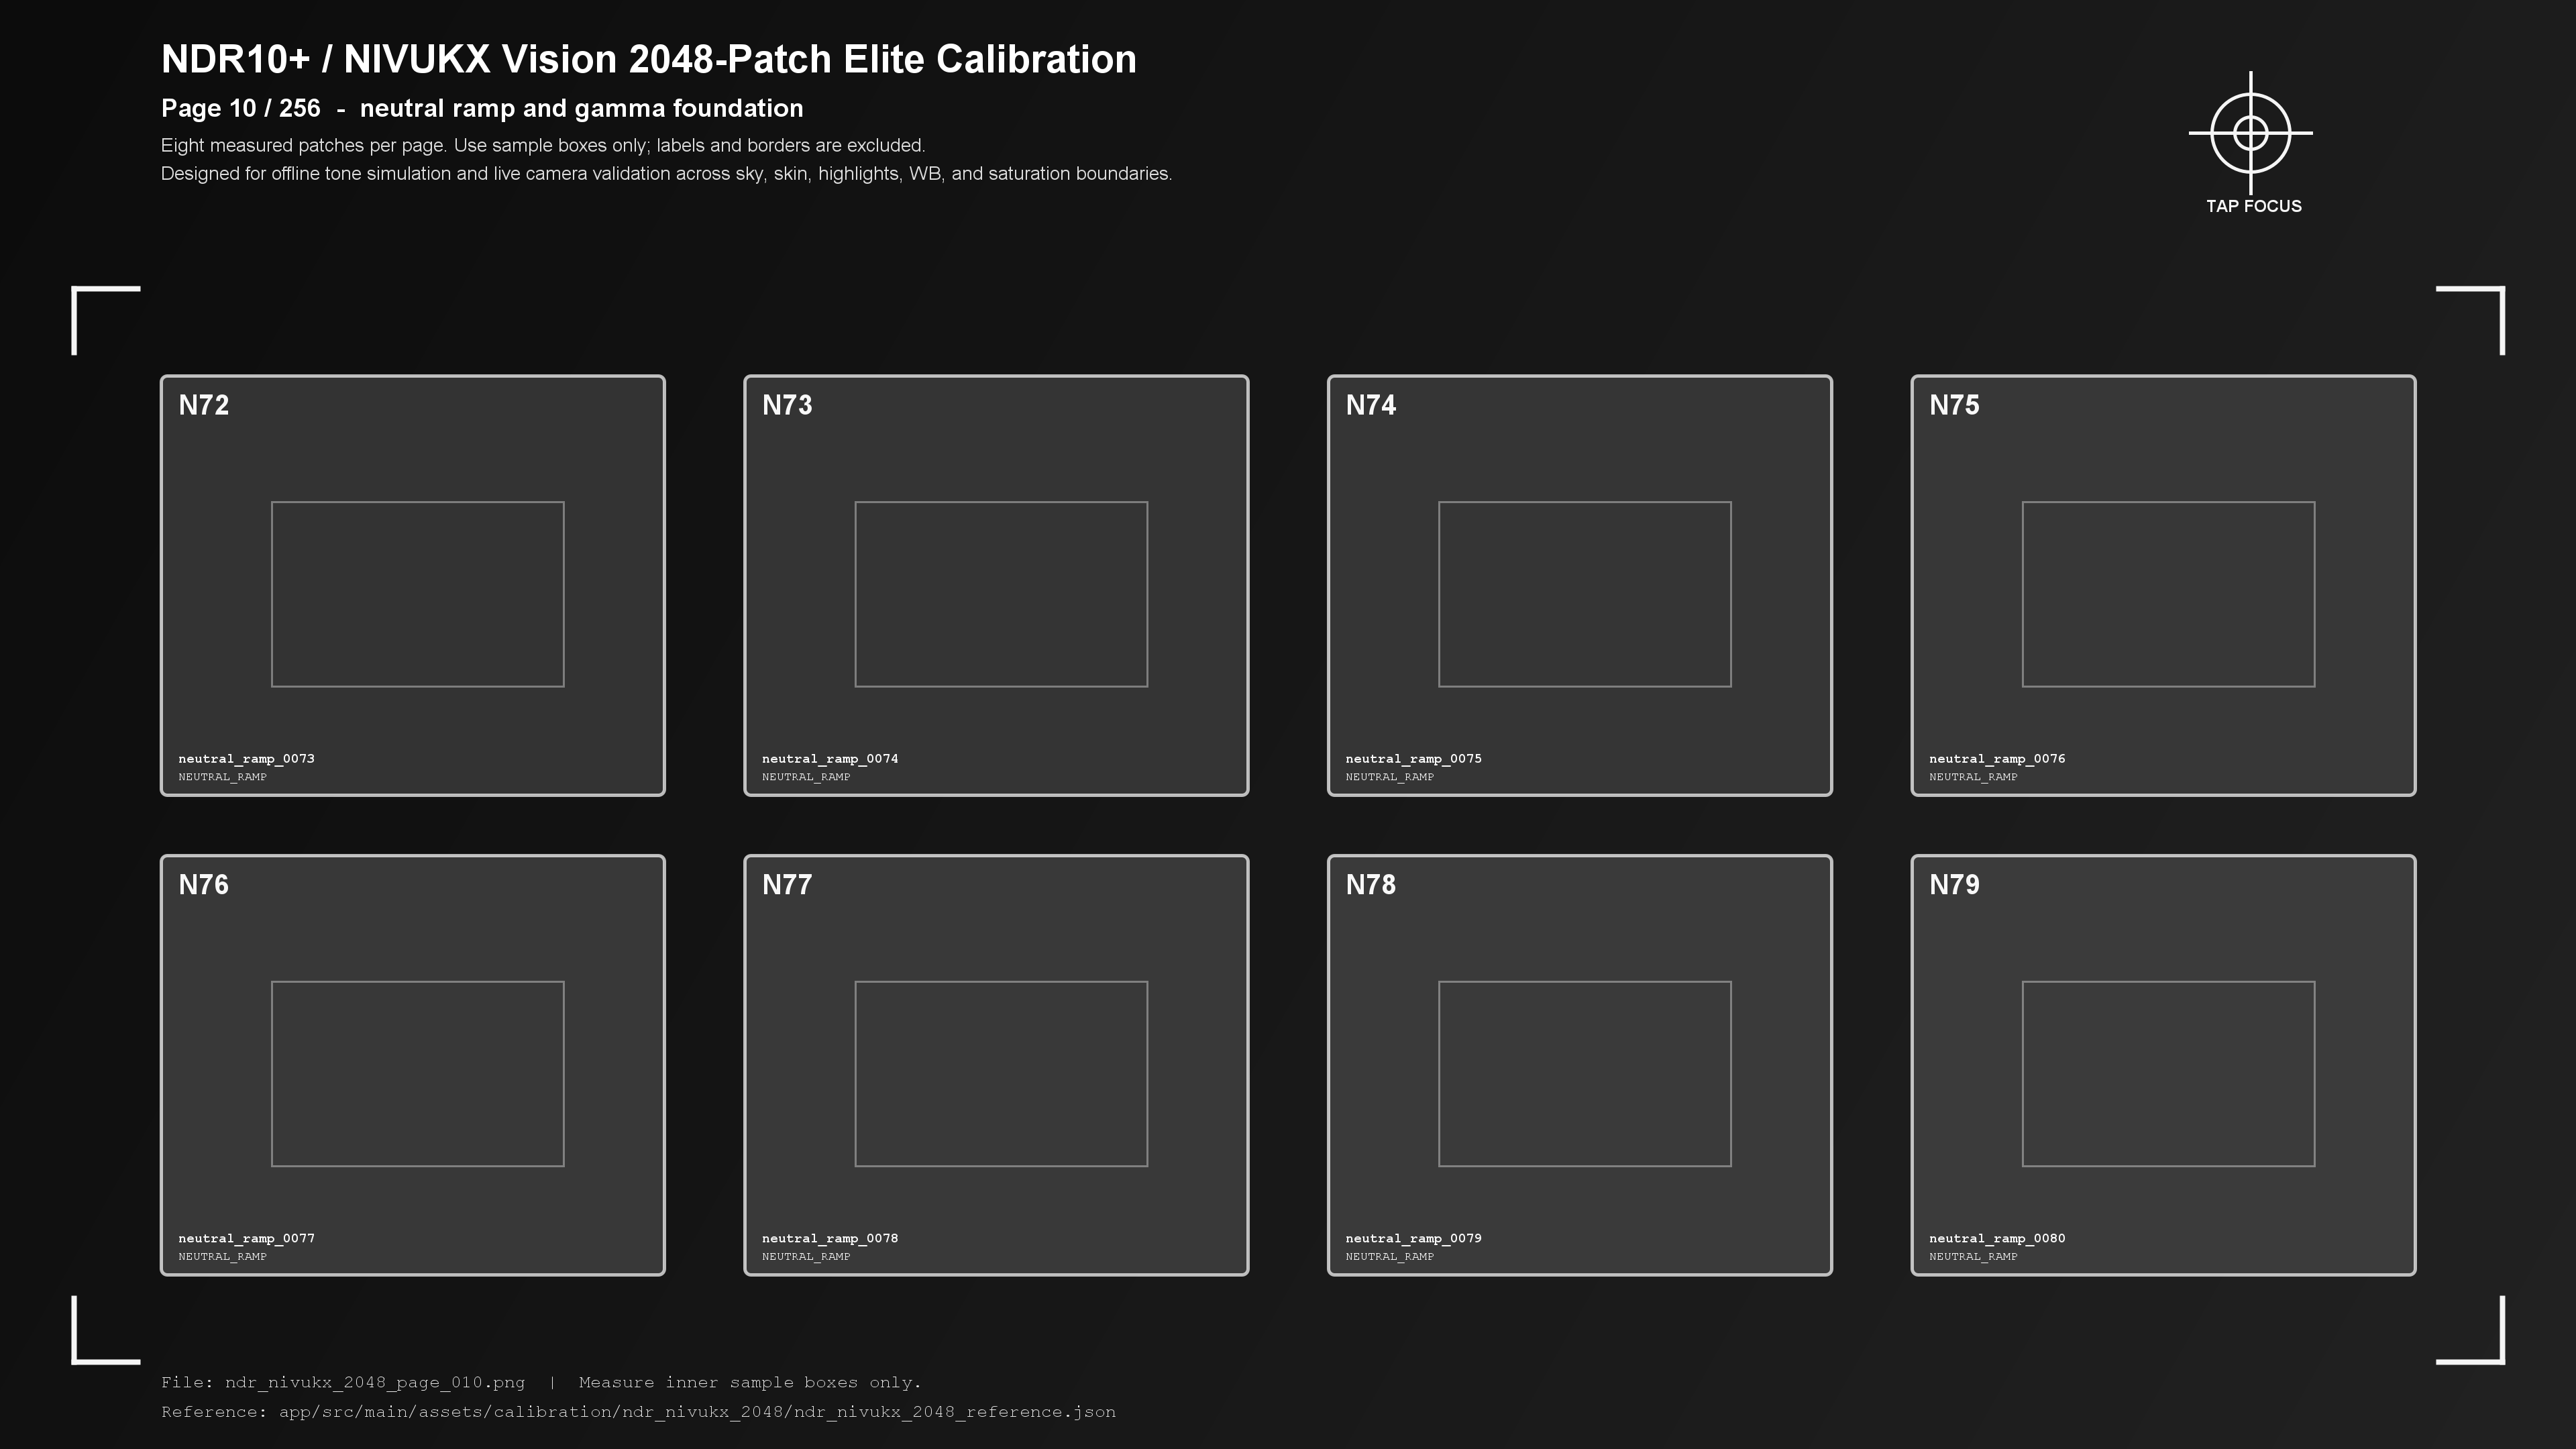 NDR10+ / NIVUKX Vision 2048-Patch Elite Calibration
Page 10 / 256  -  neutral ramp and gamma foundation
Eight measured patches per page. Use sample boxes only; labels and borders are excluded.
Designed for offline tone simulation and live camera validation across sky, skin, highlights, WB, and saturation boundaries.
TAP FOCUS
N72
neutral_ramp_0073
NEUTRAL_RAMP
N73
neutral_ramp_0074
NEUTRAL_RAMP
N74
neutral_ramp_0075
NEUTRAL_RAMP
N75
neutral_ramp_0076
NEUTRAL_RAMP
N76
neutral_ramp_0077
NEUTRAL_RAMP
N77
neutral_ramp_0078
NEUTRAL_RAMP
N78
neutral_ramp_0079
NEUTRAL_RAMP
N79
neutral_ramp_0080
NEUTRAL_RAMP
File: ndr_nivukx_2048_page_010.png  |  Measure inner sample boxes only.
Reference: app/src/main/assets/calibration/ndr_nivukx_2048/ndr_nivukx_2048_reference.json